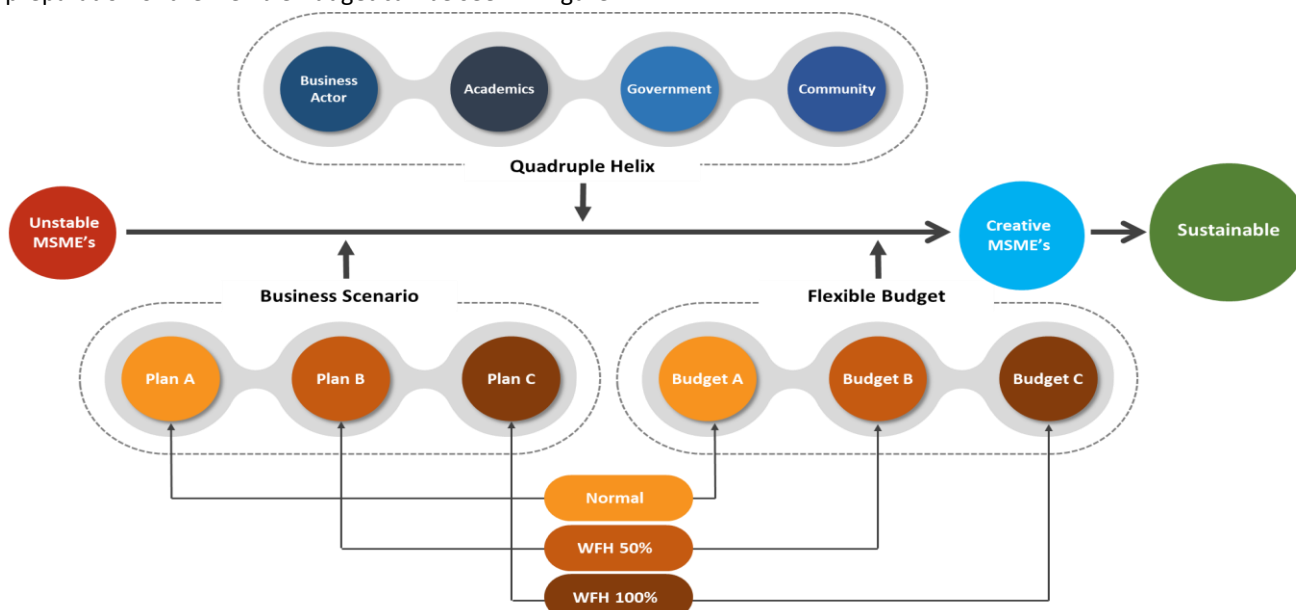 Business
Actor
Academics
Government
Community
Quadruple Helix
Unstable
MSME's
Creative
MSME's
Sustainable
Business Scenario
Flexible Budget
Plan A
Plan B
Plan C
Budget A
Budget B
Budget C
Normal
WFH 50%
WFH 100%